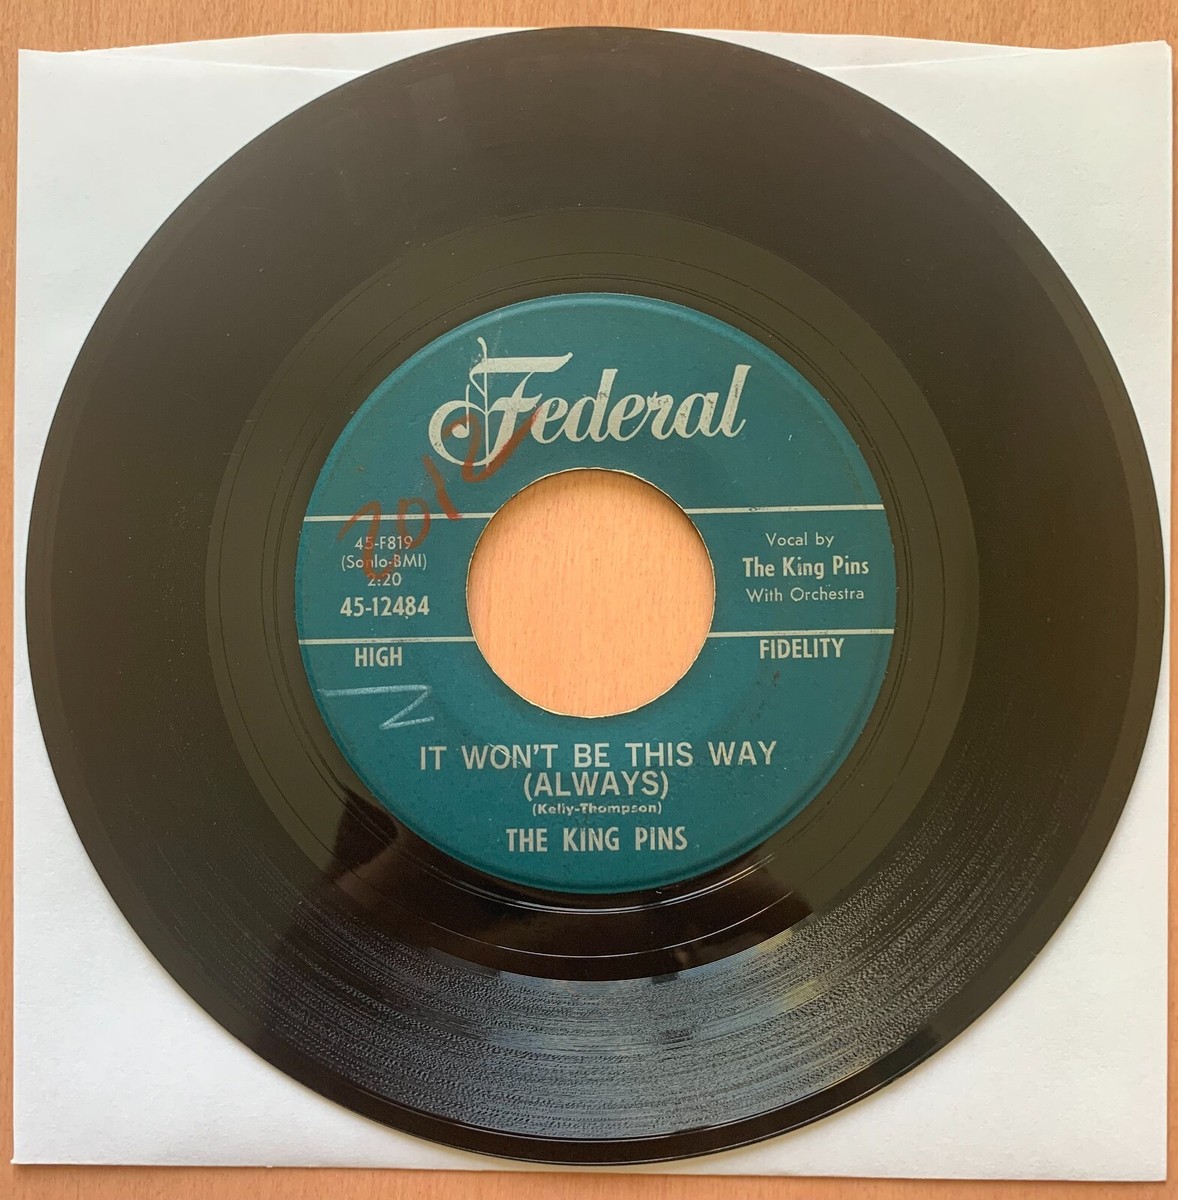 Federal
2012
45-F819
(Sonlo-BMI)
2:20
45-12484
Vocal by
The King Pins
With Orchestra
HIGH
FIDELITY
N
IT WON'T BE THIS WAY
(ALWAYS)
(Kelly-Thompson)
THE KING PINS